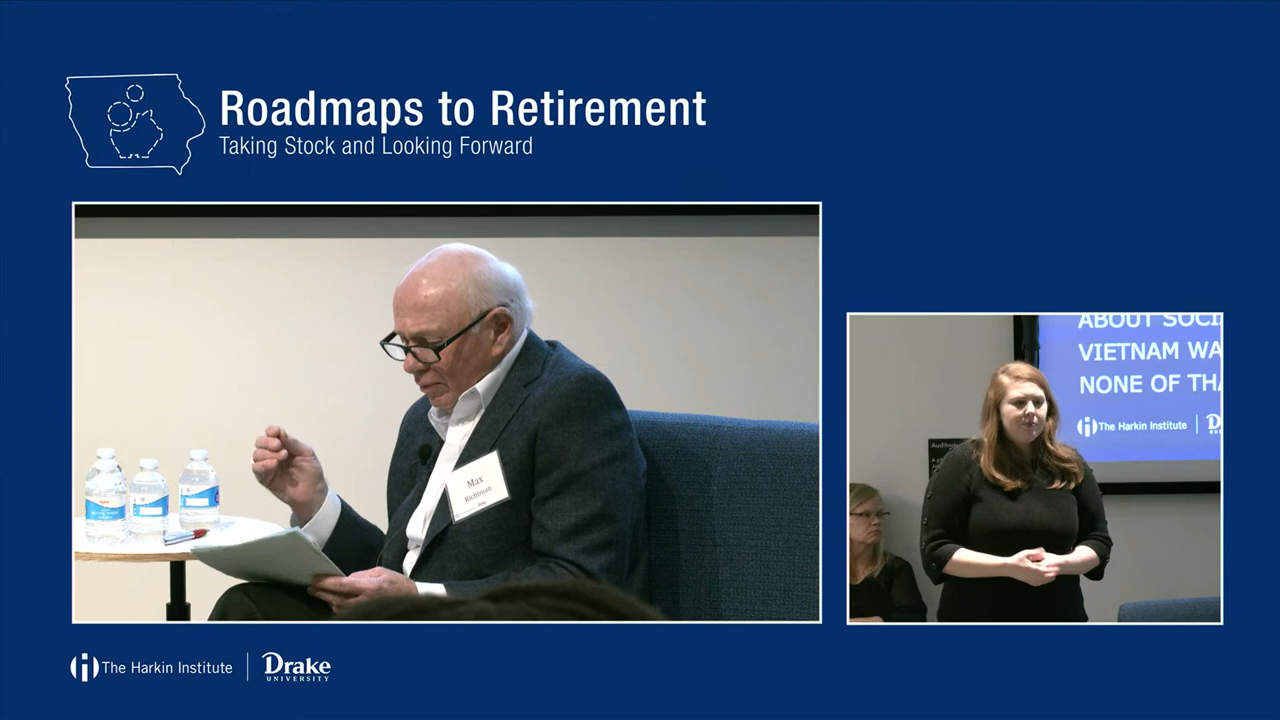 Roadmaps to Retirement
Taking Stock and Looking Forward
Max
Richtman
ABOUT SOCI
VIETNAM WA
NONE OF THA
The Harkin Institute
Auditori
The Harkin Institute
Drake
UNIVERSITY